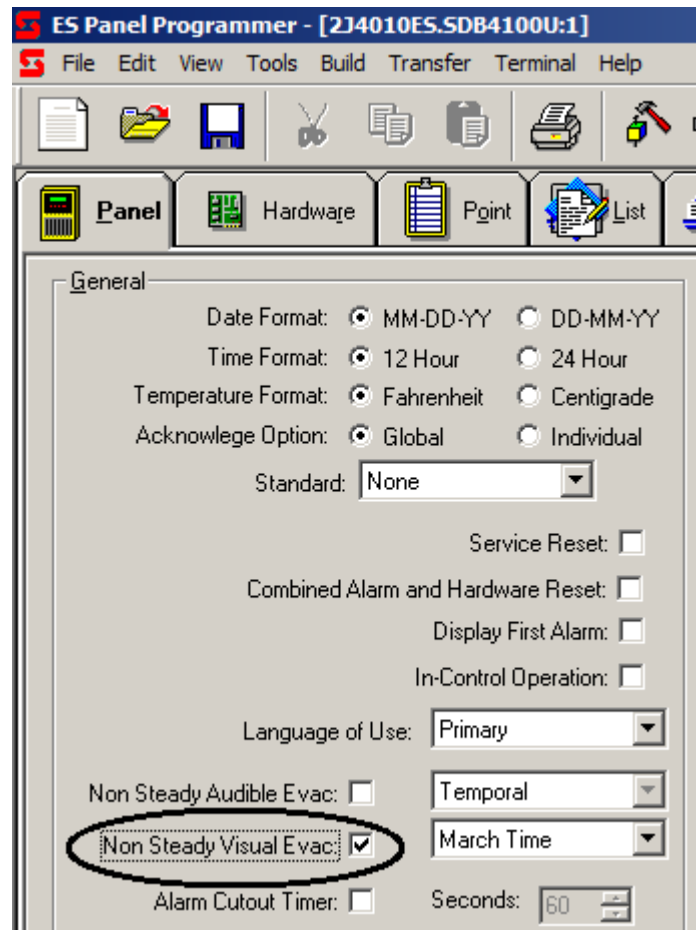 ES Panel Programmer - [2J4010ES.SDB4100U:1]
File Edit View Tools Build Transfer Terminal Help
Panel Hardware Point List
General
Date Format: MM-DD-YY DD-MM-YY
Time Format: 12 Hour 24 Hour
Temperature Format: Fahrenheit Centigrade
Acknowlege Option: Global Individual
Standard: None
Service Reset:
Combined Alarm and Hardware Reset:
Display First Alarm:
In-Control Operation:
Language of Use: Primary
Non Steady Audible Evac: Temporal
Non Steady Visual Evac: March Time
Alarm Cutout Timer: Seconds: 60